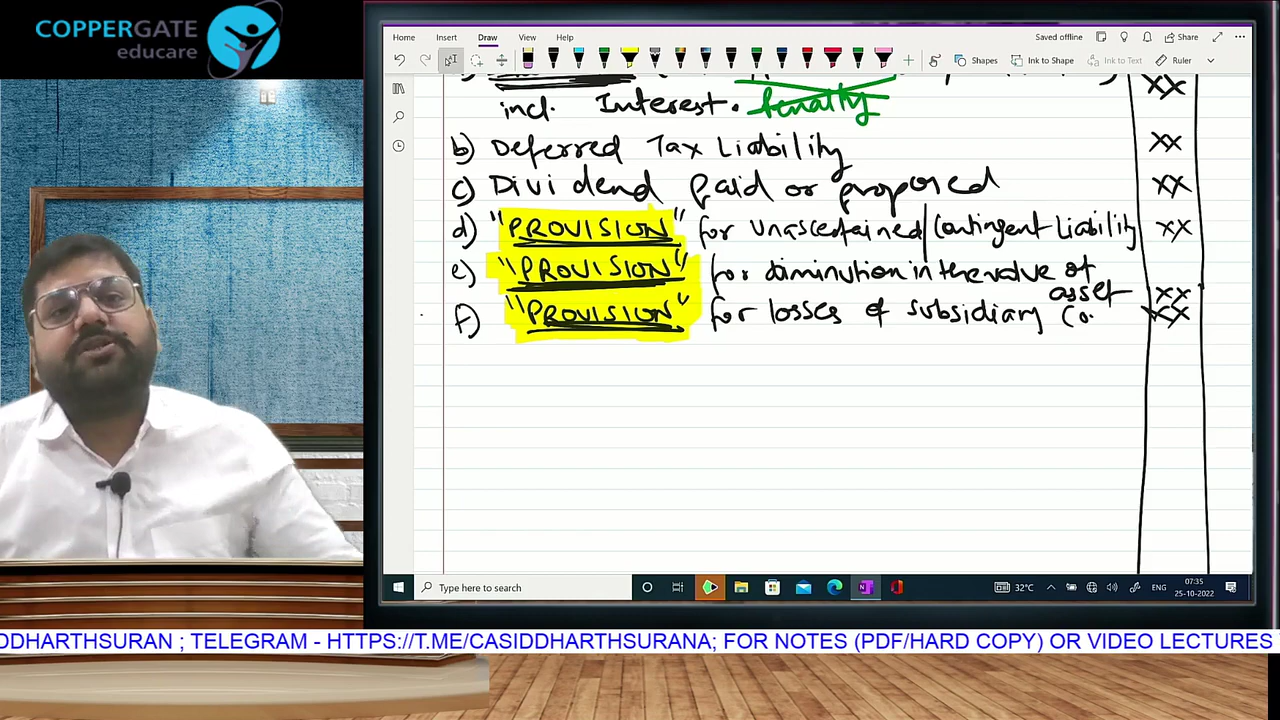 COPPERGATE
educare
Home Insert Draw View Help
Saved offline
Share
Shapes
Ink to Shape
Ink to Text
Ruler
XX
incl. Interest. Penalty
b) Deferred Tax Liability XX
c) Dividend paid or proposed XX
d) "PROVISION" for unascertained/Contingent Liability XX
e) "PROVISION" for diminution in the value of
asset XX
f) "PROVISION" for losses of subsidiary Co. XX
Type here to search
32°C
ENG
07:35
25-10-2022
DDHARTHSURAN ; TELEGRAM - HTTPS://T.ME/CASIDDHARTHSURANA; FOR NOTES (PDF/HARD COPY) OR VIDEO LECTURES